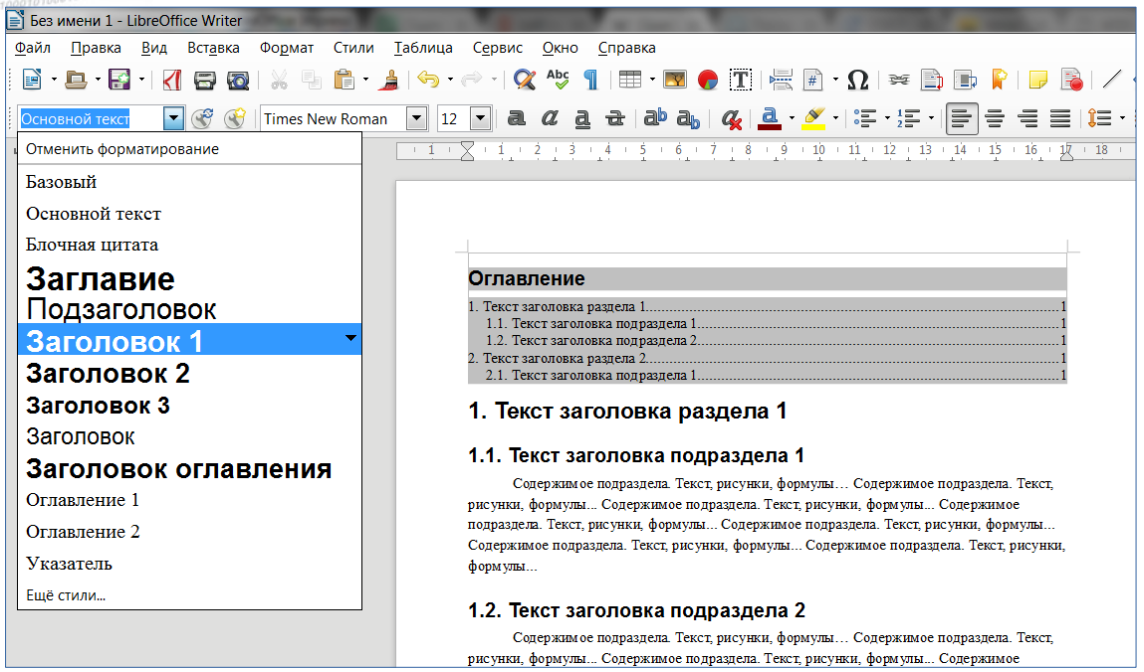 Без имени 1 - LibreOffice Writer
Файл Правка Вид Вставка Формат Стили Таблица Сервис Окно Справка
Abc
Основной текст Times New Roman 12 a a a a ab ab a
Отменить форматирование
1 1 2 3 4 5 6 7 8 9 10 11 12 13 14 15 16 17 18
Базовый
Основной текст
Блочная цитата
Заглавие
Подзаголовок
Заголовок 1
Заголовок 2
Заголовок 3
Заголовок
Заголовок оглавления
Оглавление 1
Оглавление 2
Указатель
Ещё стили...
Оглавление
1. Текст заголовка раздела 1...1
1.1. Текст заголовка подраздела 1...1
1.2. Текст заголовка подраздела 2...1
2. Текст заголовка раздела 2...1
2.1. Текст заголовка подраздела 1...1
1. Текст заголовка раздела 1
1.1. Текст заголовка подраздела 1
Содержимое подраздела. Текст, рисунки, формулы… Содержимое подраздела. Текст,
рисунки, формулы... Содержимое подраздела. Текст, рисунки, формулы... Содержимое
подраздела. Текст, рисунки, формулы... Содержимое подраздела. Текст, рисунки, формулы...
Содержимое подраздела. Текст, рисунки, формулы... Содержимое подраздела. Текст, рисунки,
формулы...
1.2. Текст заголовка подраздела 2
Содержимое подраздела. Текст, рисунки, формулы… Содержимое подраздела. Текст,
рисунки, формулы... Содержимое подраздела. Текст, рисунки, формулы... Содержимое